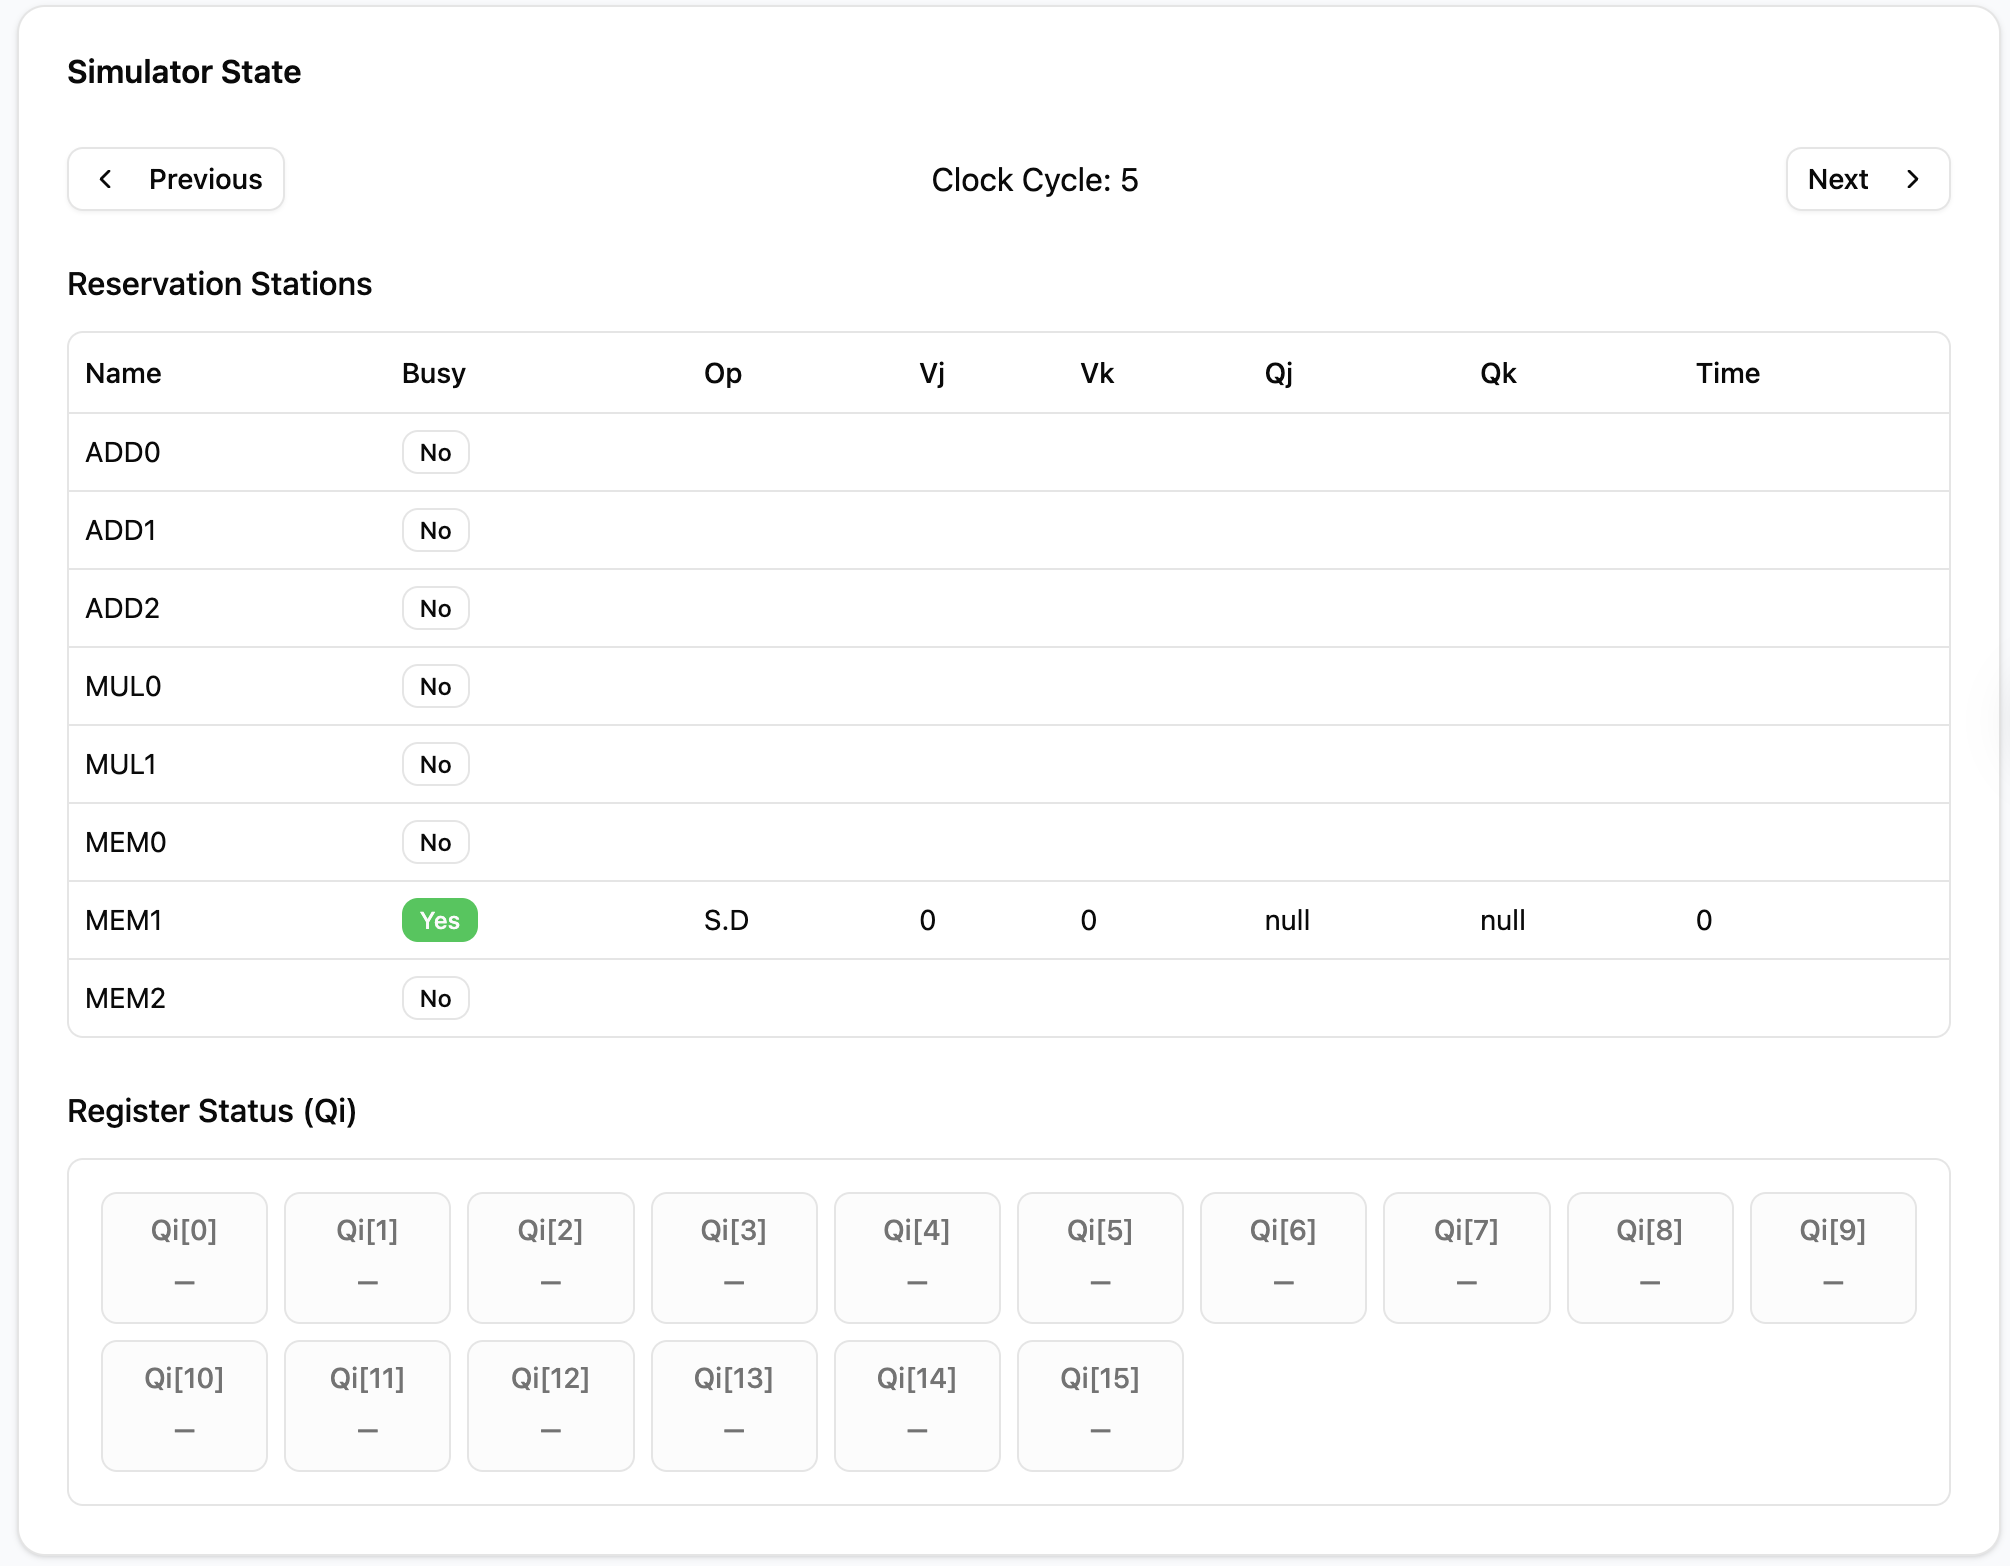 Simulator State
Previous
Clock Cycle: 5
Next
Reservation Stations
Name Busy Op Vj Vk Qj Qk Time
ADD0 No
ADD1 No
ADD2 No
MUL0 No
MUL1 No
MEM0 No
MEM1 Yes S.D 0 0 null null 0
MEM2 No
Register Status (Qi)
Qi[0] Qi[1] Qi[2] Qi[3] Qi[4] Qi[5] Qi[6] Qi[7] Qi[8] Qi[9]
– – – – – – – – – –
Qi[10] Qi[11] Qi[12] Qi[13] Qi[14] Qi[15]
– – – – – –